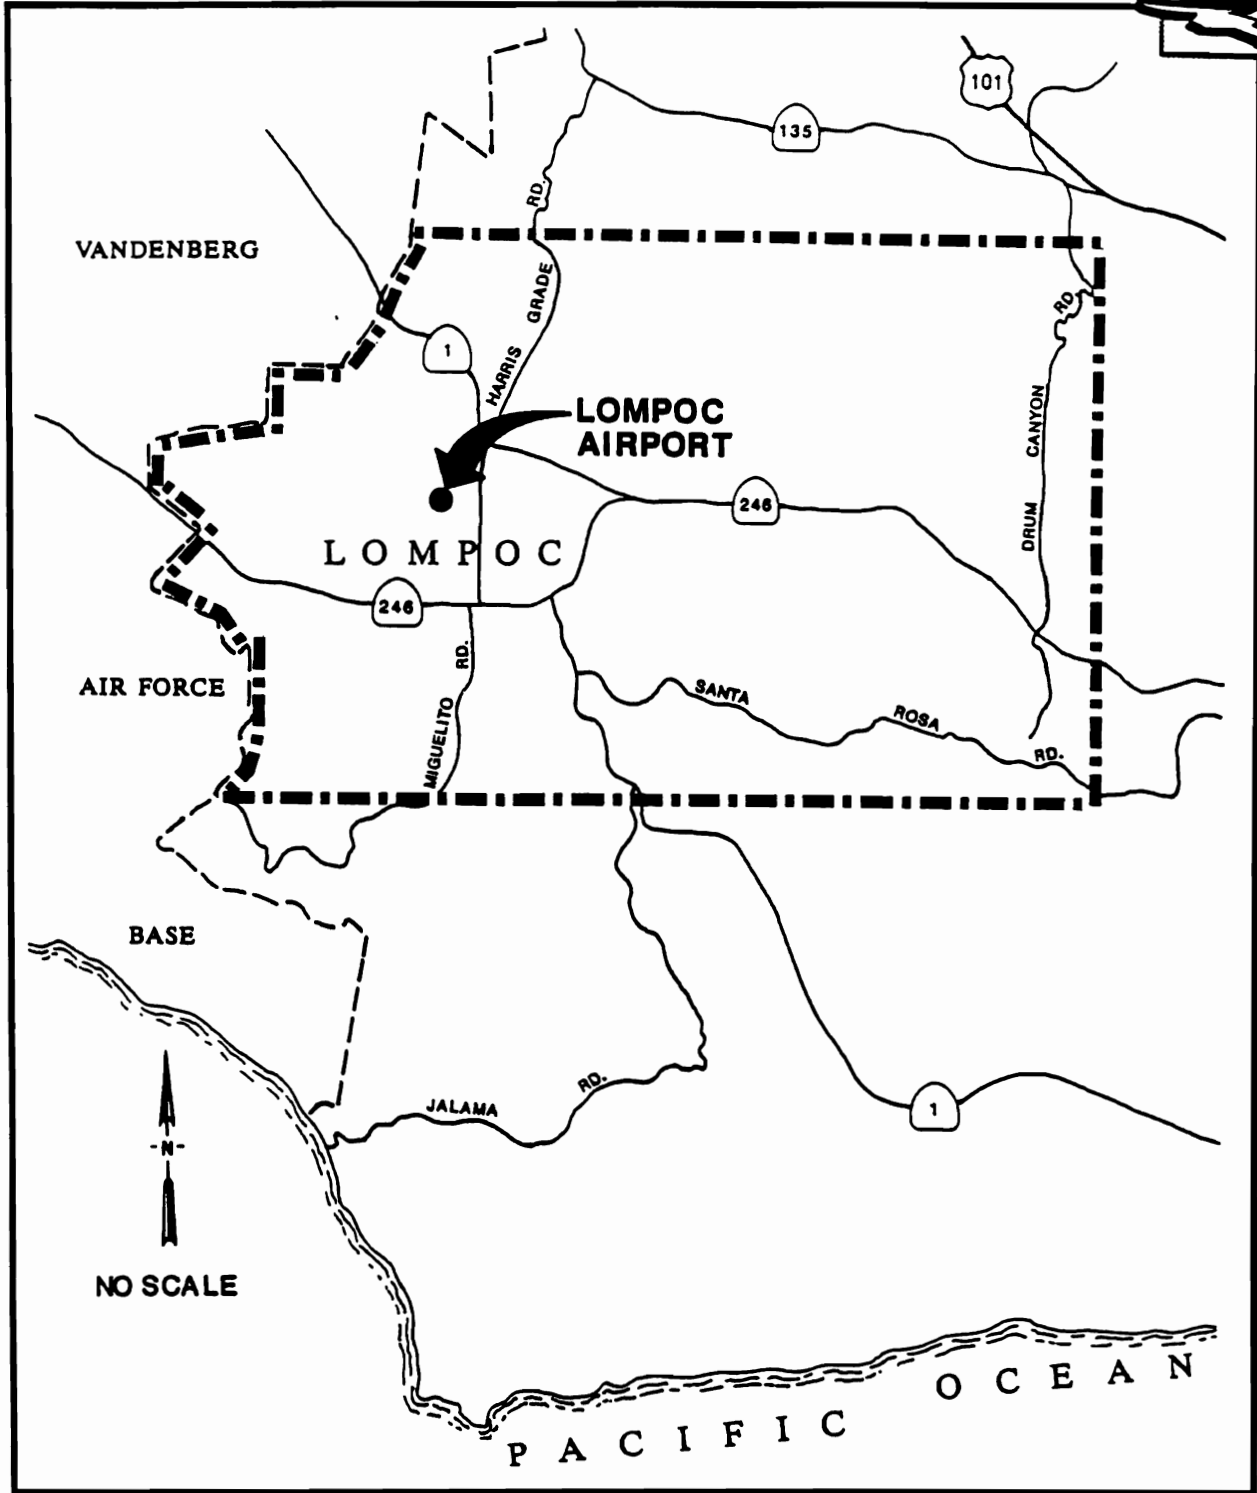 101
135
RD.
VANDENBERG
GRADE
RD.
1
HARRIS
LOMPOC
AIRPORT
CANYON
246
DRUM
LOMPOC
246
RD.
AIR FORCE
SANTA
ROSA
RD.
MIGUELITO
BASE
RD.
JALAMA
1
-N-
NO SCALE
OCEAN
PACIFIC